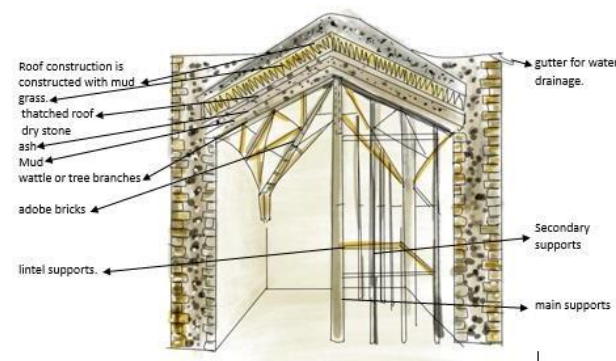 Roof construction is
constructed with mud
grass.
thatched roof
dry stone
ash
Mud
wattle or tree branches
adobe bricks
lintel supports.
gutter for water
drainage.
Secondary
supports
main supports